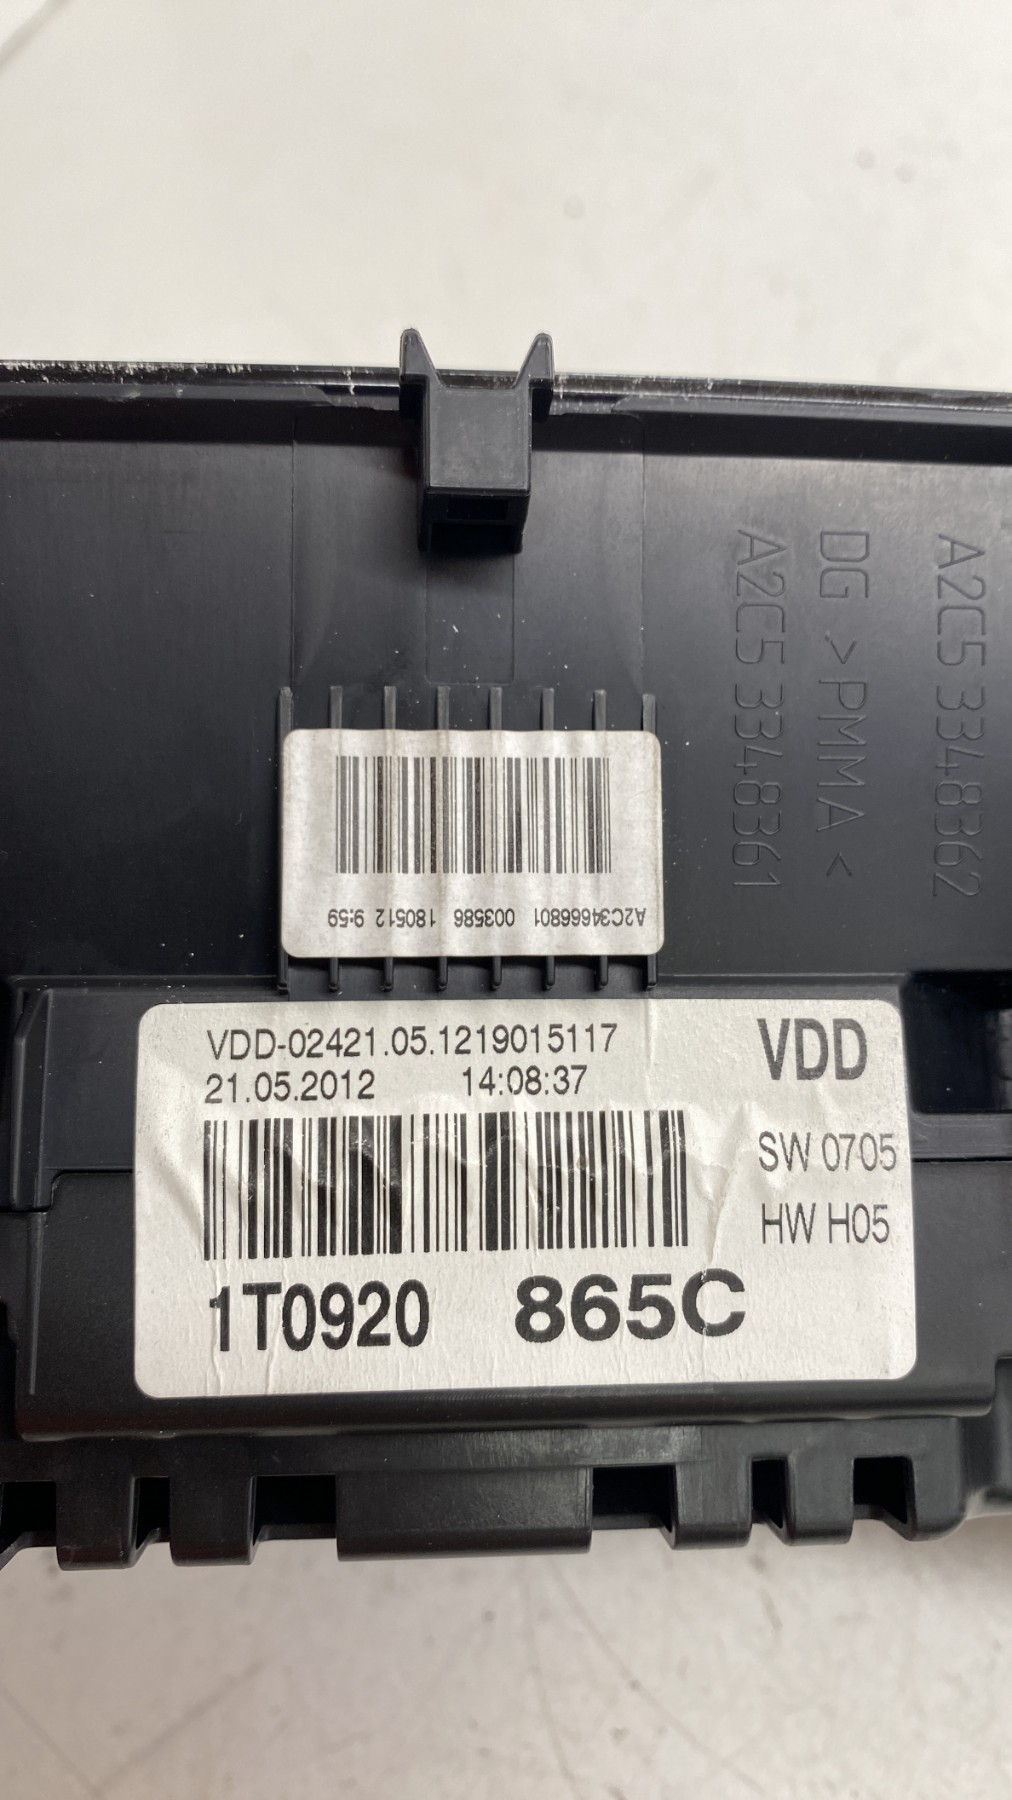 A2C5 334 8362
DG >PMMA<
A2C5 334 8361
A2C34666801 003586 180512 9:59
VDD-02421.05.1219015117
21.05.2012 14:08:37
VDD
SW 0705
HW H05
1T0920 865C